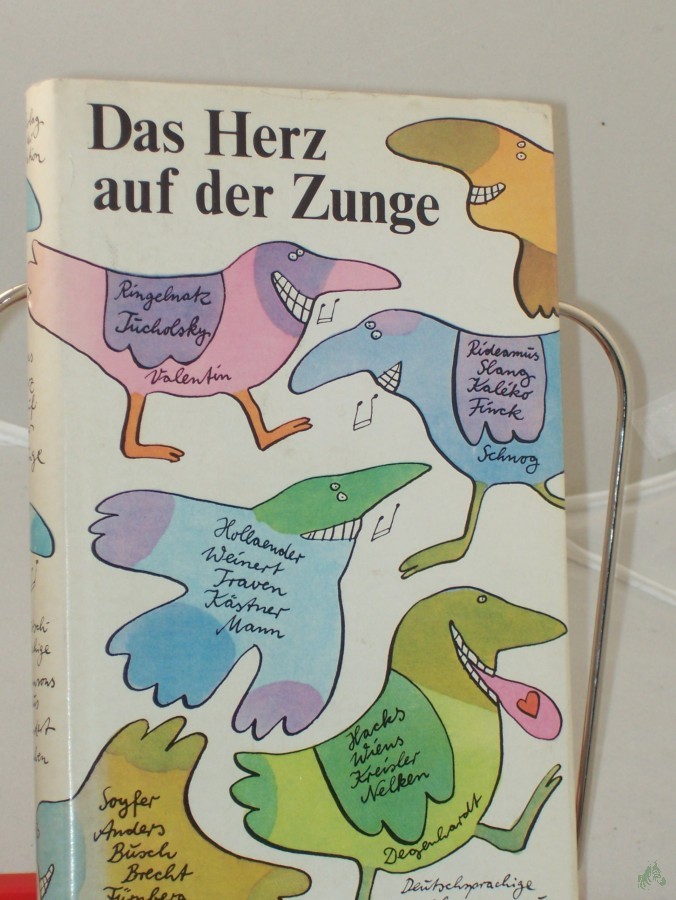 Das Herz
auf der Zunge
Ringelnatz
Tucholsky
Valentin
Rideamus
Slang
Kaléko
Finck
Schnog
Hollaender
Weinert
Traven
Kästner
Mann
Hacks
Wiens
Kreisler
Nelken
Degenhardt
Soyfer
Anders
Busch
Brecht
Fürnberg
Deutschsprachige